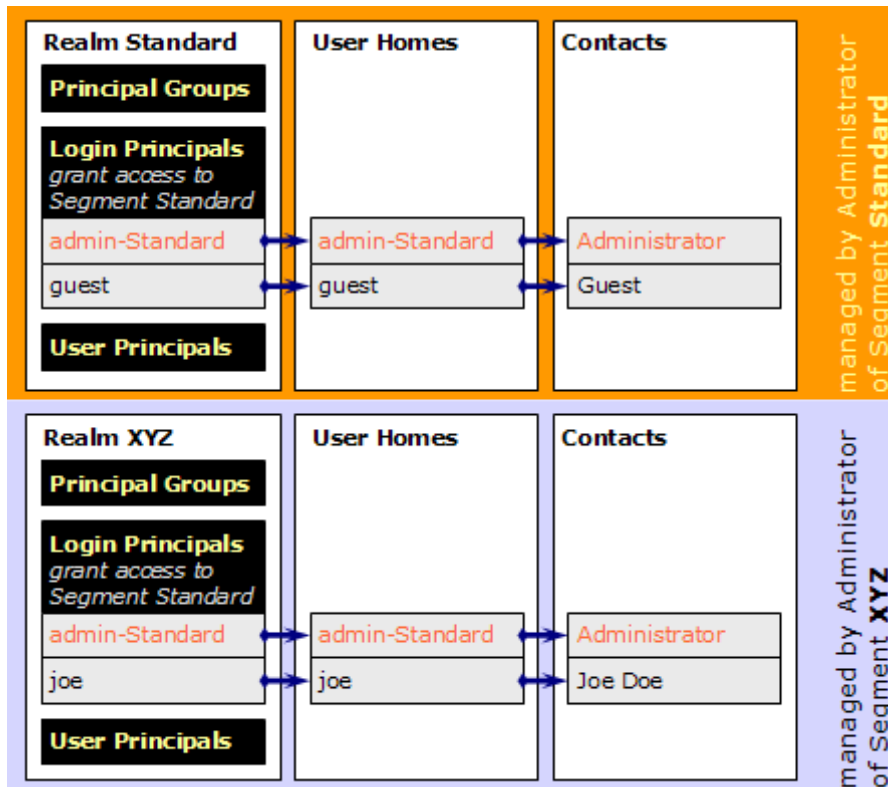 Realm Standard
Principal Groups
Login Principals
grant access to
Segment Standard
admin-Standard
guest
User Principals
User Homes
admin-Standard
guest
Contacts
Administrator
Guest
managed by Administrator
of Segment Standard
Realm XYZ
Principal Groups
Login Principals
grant access to
Segment Standard
admin-Standard
joe
User Principals
User Homes
admin-Standard
joe
Contacts
Administrator
Joe Doe
managed by Administrator
of Segment XYZ